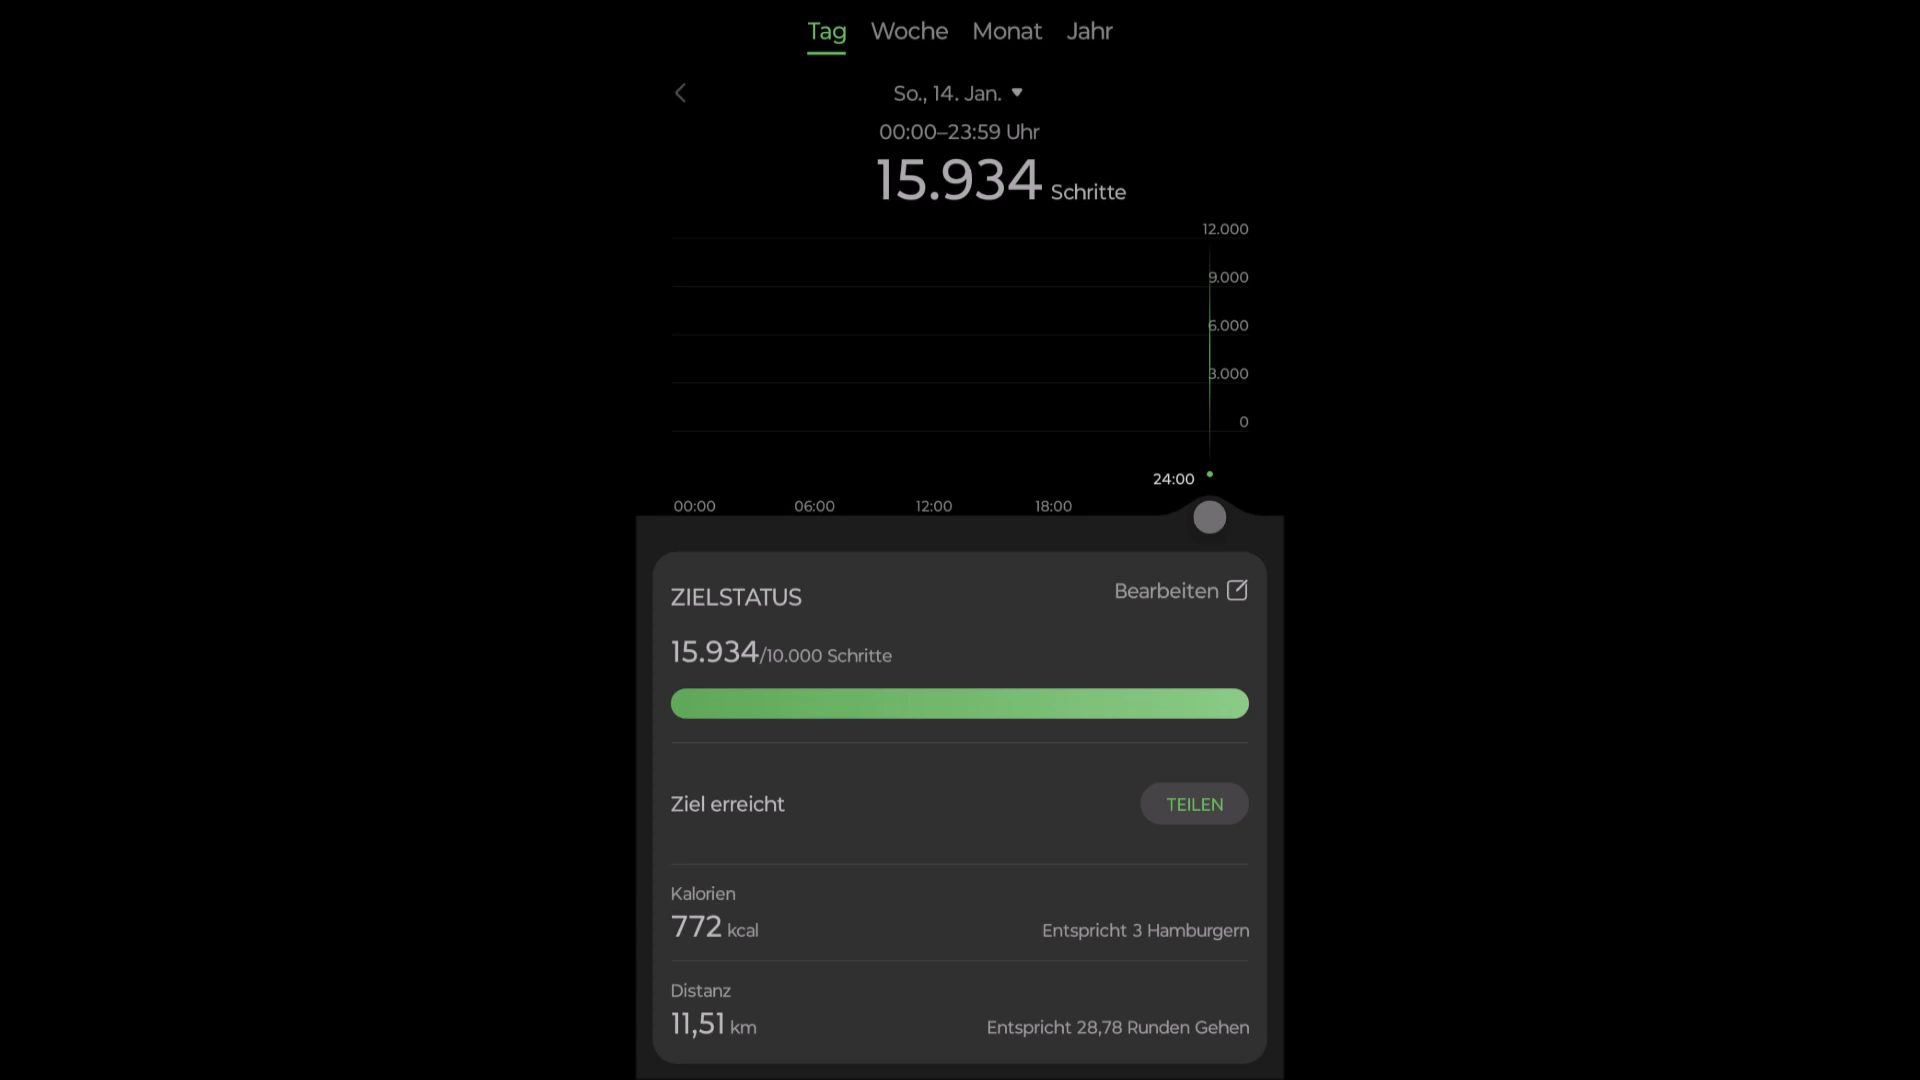 Tag Woche Monat Jahr
So., 14. Jan.
00:00–23:59 Uhr
15.934 Schritte
12.000
9.000
6.000
3.000
0
24:00
00:00 06:00 12:00 18:00
ZIELSTATUS Bearbeiten
15.934/10.000 Schritte
Ziel erreicht TEILEN
Kalorien
772 kcal Entspricht 3 Hamburgern
Distanz
11,51 km Entspricht 28,78 Runden Gehen